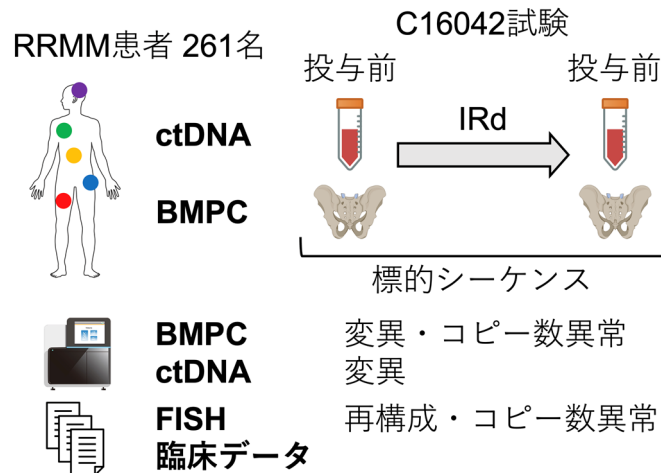 RRMM患者 261名
C16042試験
投与前
投与前
ctDNA
IRd
BMPC
標的シーケンス
BMPC 変異・コピー数異常
ctDNA 変異
FISH 再構成・コピー数異常
臨床データ